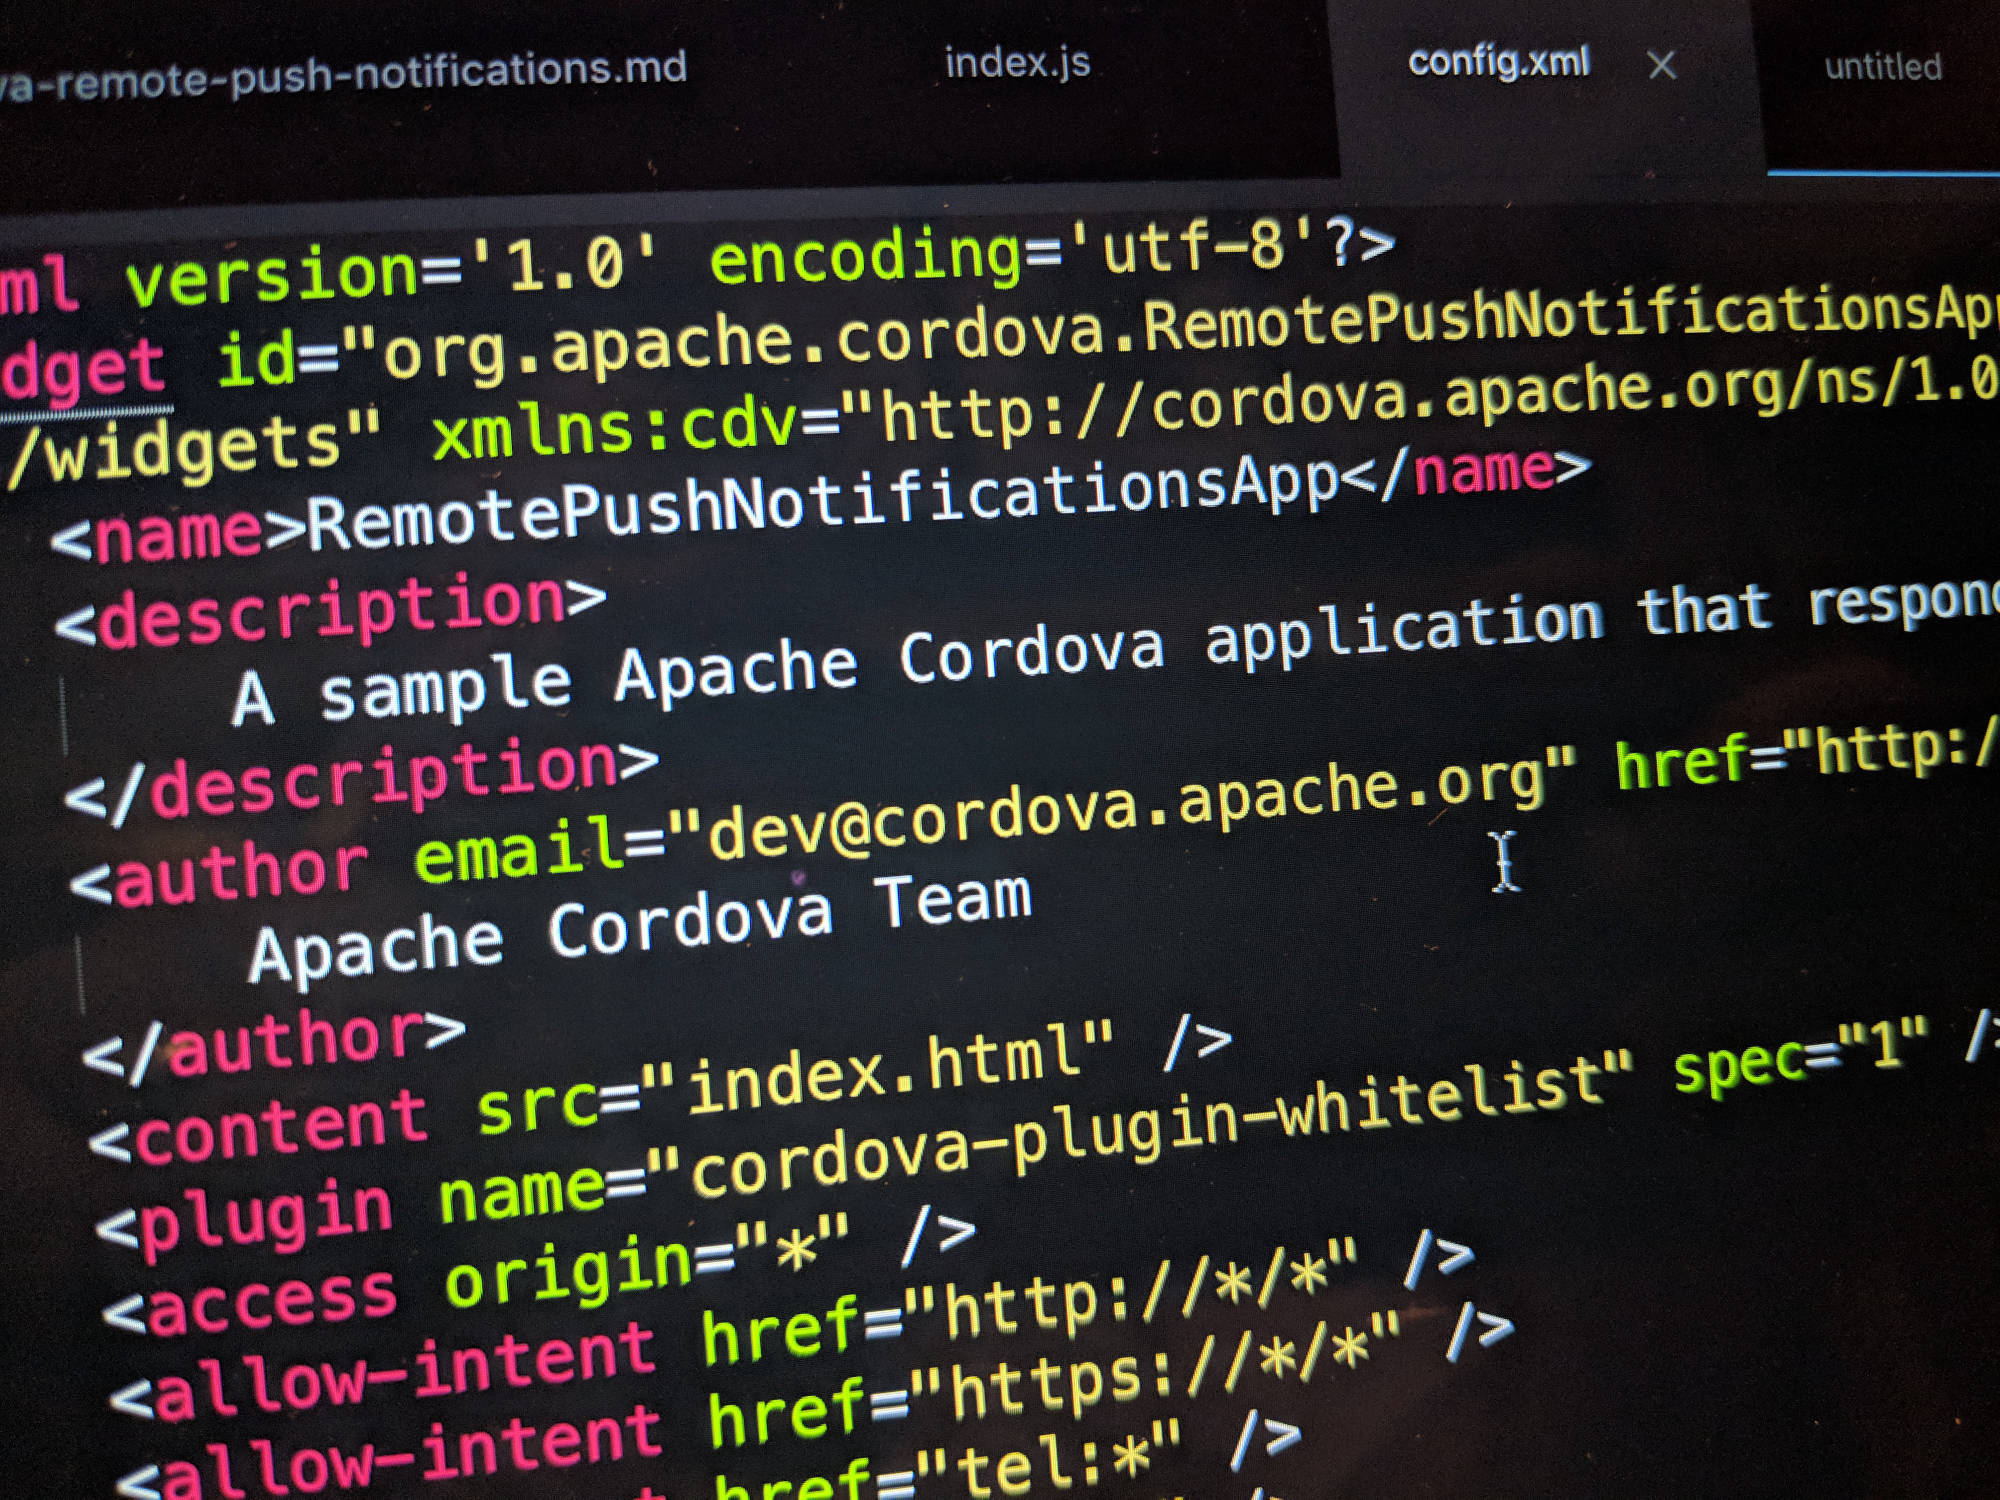 va-remote-push-notifications.md index.js config.xml × untitled
ml version='1.0' encoding='utf-8'?>
dget id="org.apache.cordova.RemotePushNotificationsApp
/widgets" xmlns:cdv="http://cordova.apache.org/ns/1.0
<name>RemotePushNotificationsApp</name>
<description>
A sample Apache Cordova application that respond
</description>
<author email="dev@cordova.apache.org" href="http:/
Apache Cordova Team
</author>
<content src="index.html" />
<plugin name="cordova-plugin-whitelist" spec="1" />
<access origin="*" />
<allow-intent href="http://*/*" />
<allow-intent href="https://*/*" />
href="tel:*" />